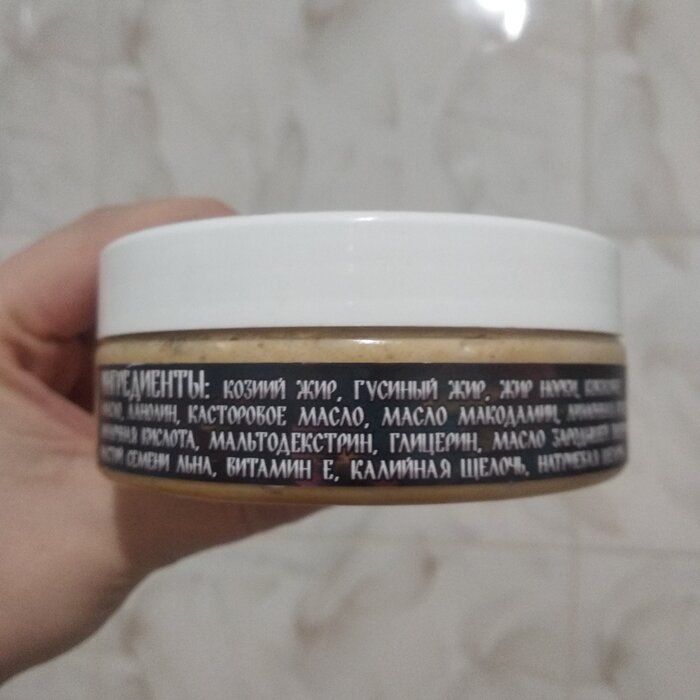 ИНГРЕДИЕНТЫ: КОЗИЙ ЖИР, ГУСИНЫЙ ЖИР, ЖИР НОРКИ,
ЛАНОЛИН, КАСТОРОВОЕ МАСЛО, МАСЛО МАКОДАМИИ,
КИСЛОТА, МАЛЬТОДЕКСТРИН, ГЛИЦЕРИН, МАСЛО
СЕМЕНИ ЛЬНА, ВИТАМИН Е, КАЛИЙНАЯ ЩЕЛОЧЬ,